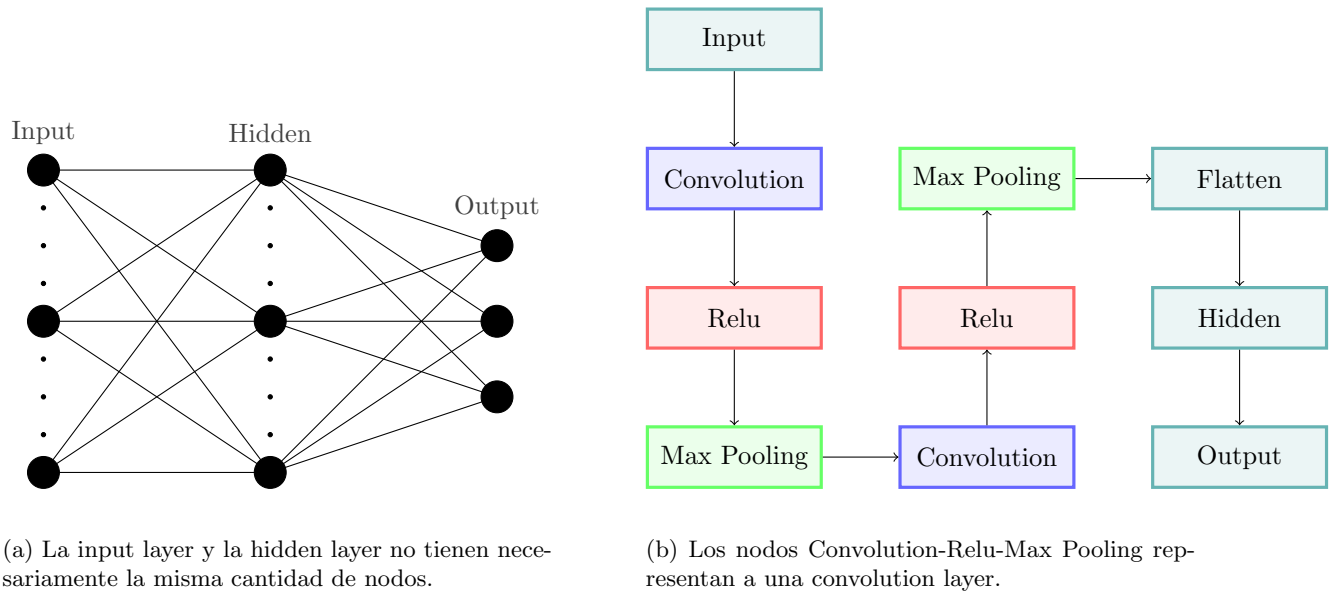 Input
Hidden
Output
(a) La input layer y la hidden layer no tienen nece-
sariamente la misma cantidad de nodos.
Input
Convolution
Relu
Max Pooling
Convolution
Relu
Max Pooling
Flatten
Hidden
Output
(b) Los nodos Convolution-Relu-Max Pooling rep-
resentan a una convolution layer.